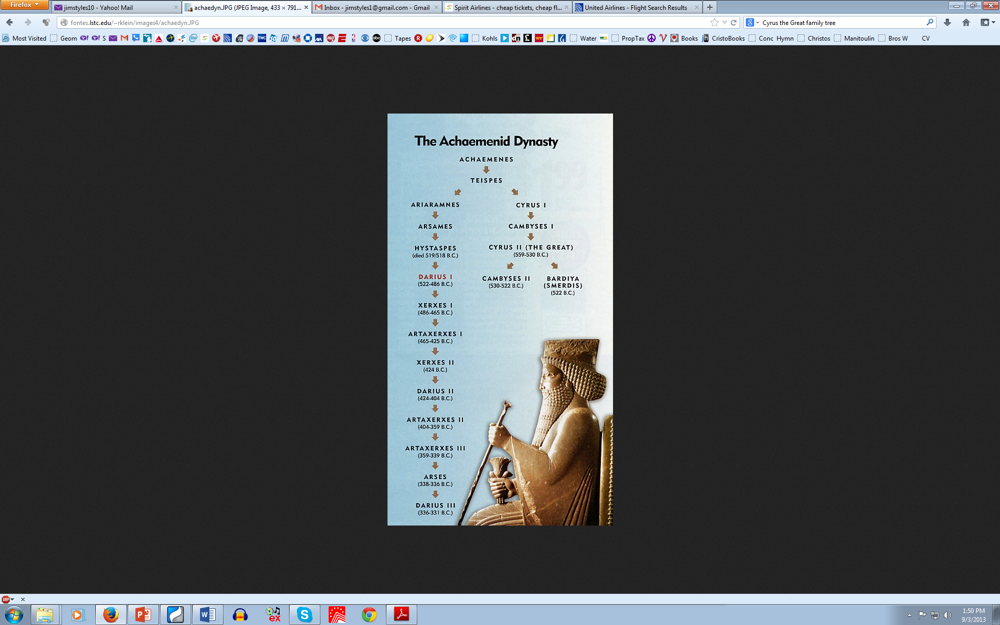 Firefox
jimstyles10 - Yahoo! Mail
achaedyn.JPG (JPEG Image, 433 × 791...
Inbox - jimstyles1@gmail.com - Gmail
Spirit Airlines - cheap tickets, cheap fl...
United Airlines - Flight Search Results
fontes.lstc.edu/~rklein/images4/achaedyn.JPG
Cyrus the Great family tree
Most Visited Geom S Tapes Kohls Water PropTax Books CristoBooks Conc Hymn Christos Manitoulin Bros W CV
The Achaemenid Dynasty
ACHAEMENES
TEISPES
ARIARAMNES CYRUS I
ARSAMES CAMBYSES I
HYSTASPES CYRUS II (THE GREAT)
(died 519/518 B.C.) (559-530 B.C.)
DARIUS I CAMBYSES II BARDIYA
(522-486 B.C.) (530-522 B.C.) (SMERDIS)
(522 B.C.)
XERXES I
(486-465 B.C.)
ARTAXERXES I
(465-425 B.C.)
XERXES II
(424 B.C.)
DARIUS II
(424-404 B.C.)
ARTAXERXES II
(404-359 B.C.)
ARTAXERXES III
(359-339 B.C.)
ARSES
(338-336 B.C.)
DARIUS III
(336-331 B.C.)
ABP
ex
1:50 PM
9/3/2013